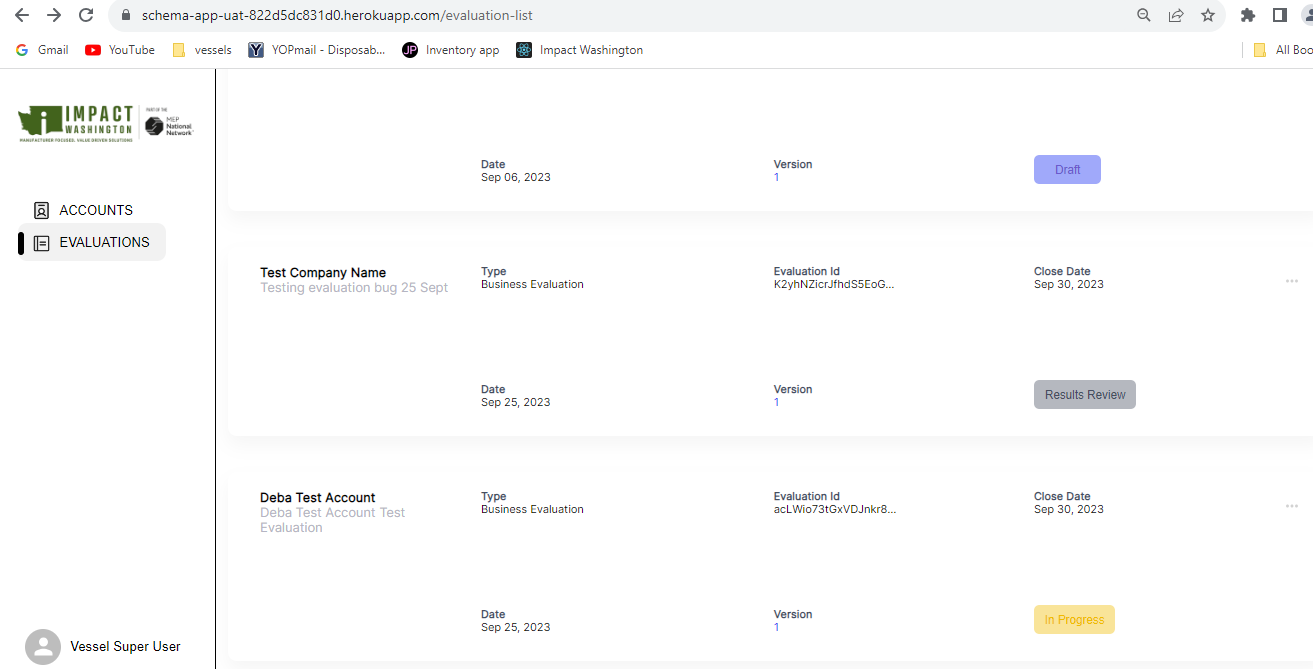 schema-app-uat-822d5dc831d0.herokuapp.com/evaluation-list
Gmail
YouTube
vessels
YOPmail - Disposab...
Inventory app
Impact Washington
All Boo
IMPACT
WASHINGTON
MANUFACTURER FOCUSED. VALUE DRIVEN SOLUTIONS
PART OF THE
MEP
National
Network
ACCOUNTS
EVALUATIONS
Date
Sep 06, 2023
Version
1
Draft
Test Company Name
Testing evaluation bug 25 Sept
Type
Business Evaluation
Evaluation Id
K2yhNZicrJfhdS5EoG...
Close Date
Sep 30, 2023
Date
Sep 25, 2023
Version
1
Results Review
Deba Test Account
Deba Test Account Test
Evaluation
Type
Business Evaluation
Evaluation Id
acLWio73tGxVDJnkr8...
Close Date
Sep 30, 2023
Date
Sep 25, 2023
Version
1
In Progress
Vessel Super User